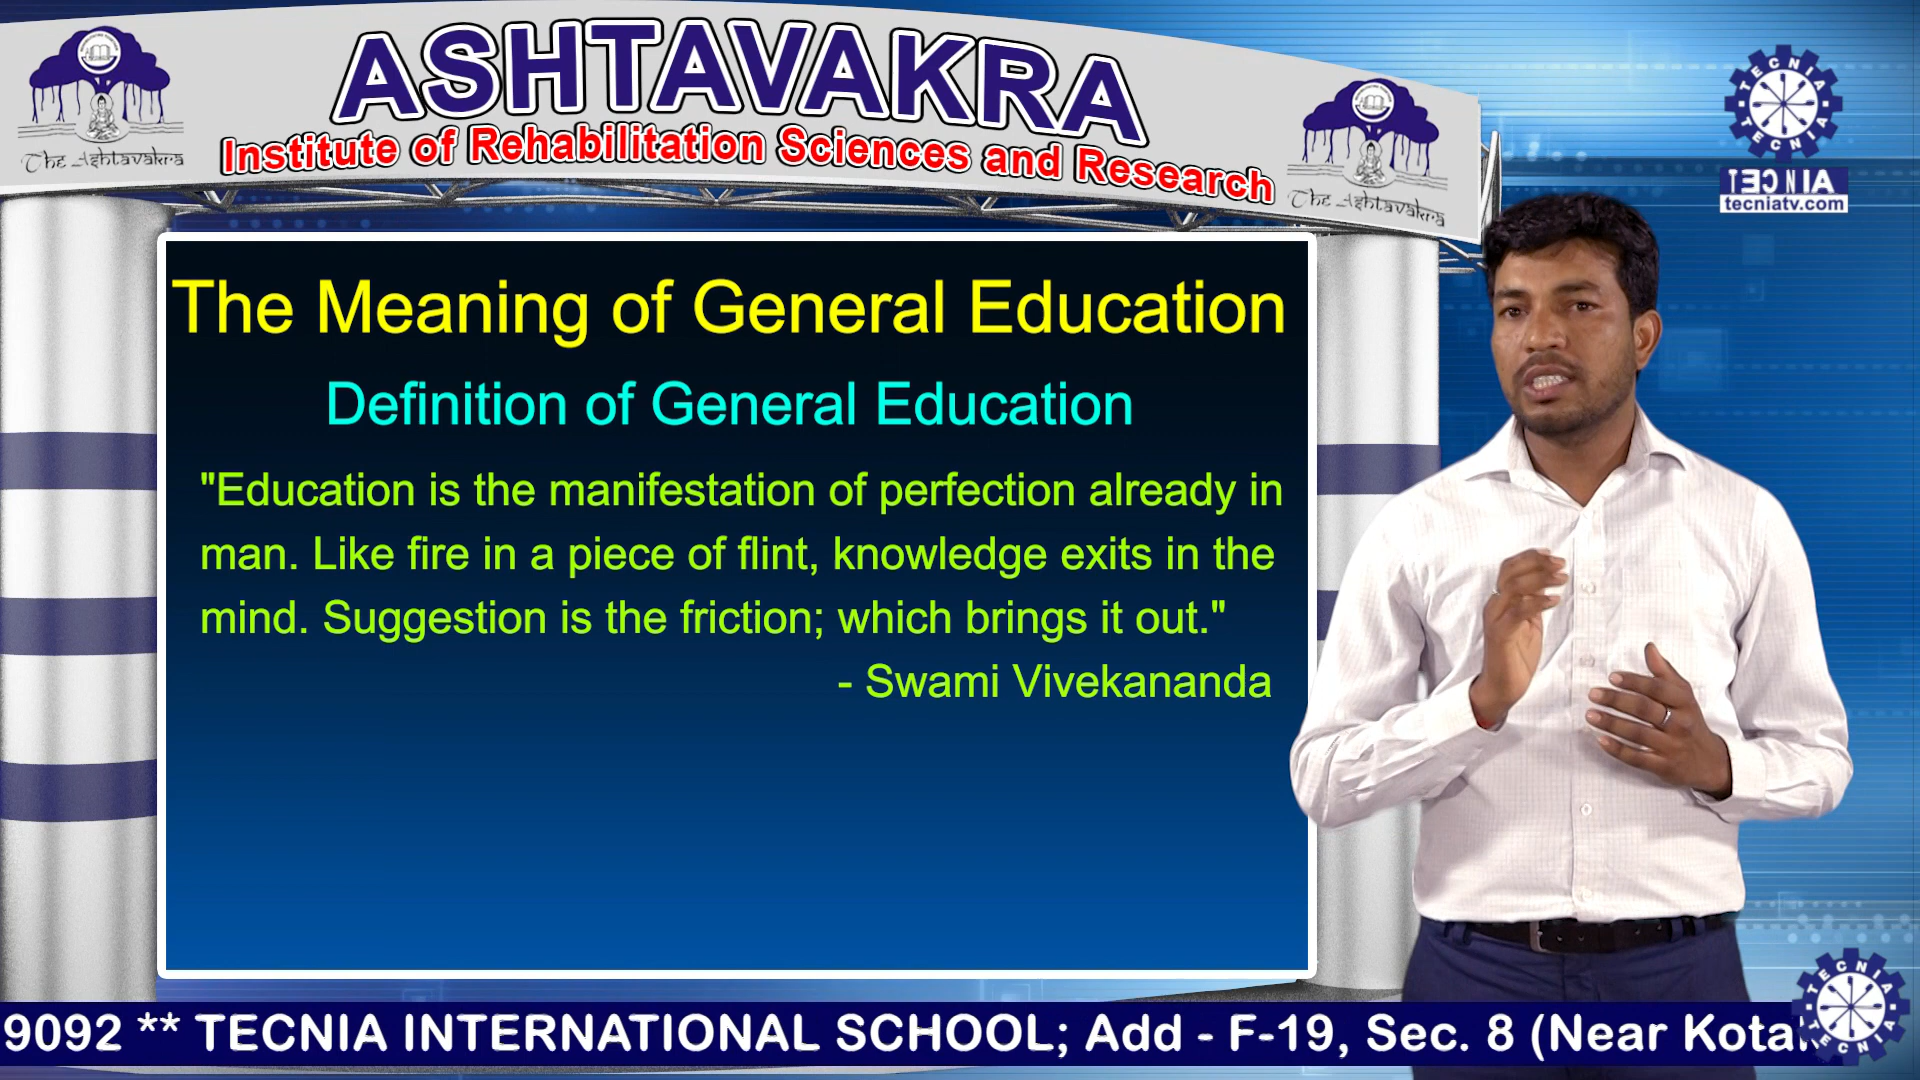 ASHTAVAKRA
Institute of Rehabilitation Sciences and Research
The Ashtavakra
The Ashtavakra
TECNIA
TECNIA
tecniatv.com
The Meaning of General Education
Definition of General Education
"Education is the manifestation of perfection already in
man. Like fire in a piece of flint, knowledge exits in the
mind. Suggestion is the friction; which brings it out."
- Swami Vivekananda
9092 ** TECNIA INTERNATIONAL SCHOOL; Add - F-19, Sec. 8 (Near Kota
TECNIA
TECNIA